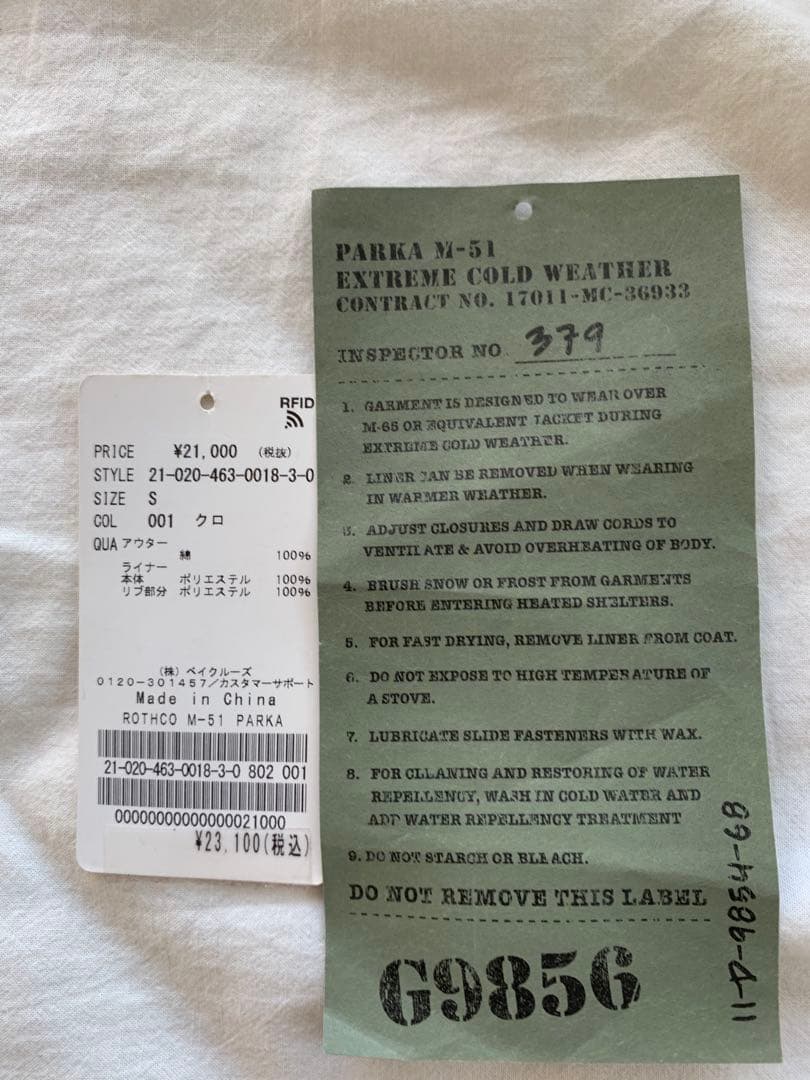 RFID
PRICE ¥21,000 (税抜)
STYLE 21-020-463-0018-3-0
SIZE S
COL 001 クロ
QUA アウター
綿 100%
ライナー
本体 ポリエステル 100%
リブ部分 ポリエステル 100%
(株) ベイクルーズ
0120-301457/カスタマーサポート
Made in China
ROTHCO M-51 PARKA
21-020-463-0018-3-0 802 001
00000000000000021000
¥23,100(税込)
PARKA M-51
EXTREME COLD WEATHER
CONTRACT NO. 17011-MC-36933
INSPECTOR NO. 379
1. GARMENT IS DESIGNED TO WEAR OVER
M-65 OR EQUIVALENT JACKET DURING
EXTREME COLD WEATHER.
2. LINER CAN BE REMOVED WHEN WEARING
IN WARMER WEATHER.
3. ADJUST CLOSURES AND DRAW CORDS TO
VENTILATE & AVOID OVERHEATING OF BODY.
4. BRUSH SNOW OR FROST FROM GARMENTS
BEFORE ENTERING HEATED SHELTERS.
5. FOR FAST DRYING, REMOVE LINER FROM COAT.
6. DO NOT EXPOSE TO HIGH TEMPERATURE OF
A STOVE.
7. LUBRICATE SLIDE FASTENERS WITH WAX.
8. FOR CLEANING AND RESTORING OF WATER
REPELLENCY, WASH IN COLD WATER AND
ADD WATER REPELLENCY TREATMENT
9. DO NOT STARCH OR BLEACH.
DO NOT REMOVE THIS LABEL
G9856
11-P-9854-68